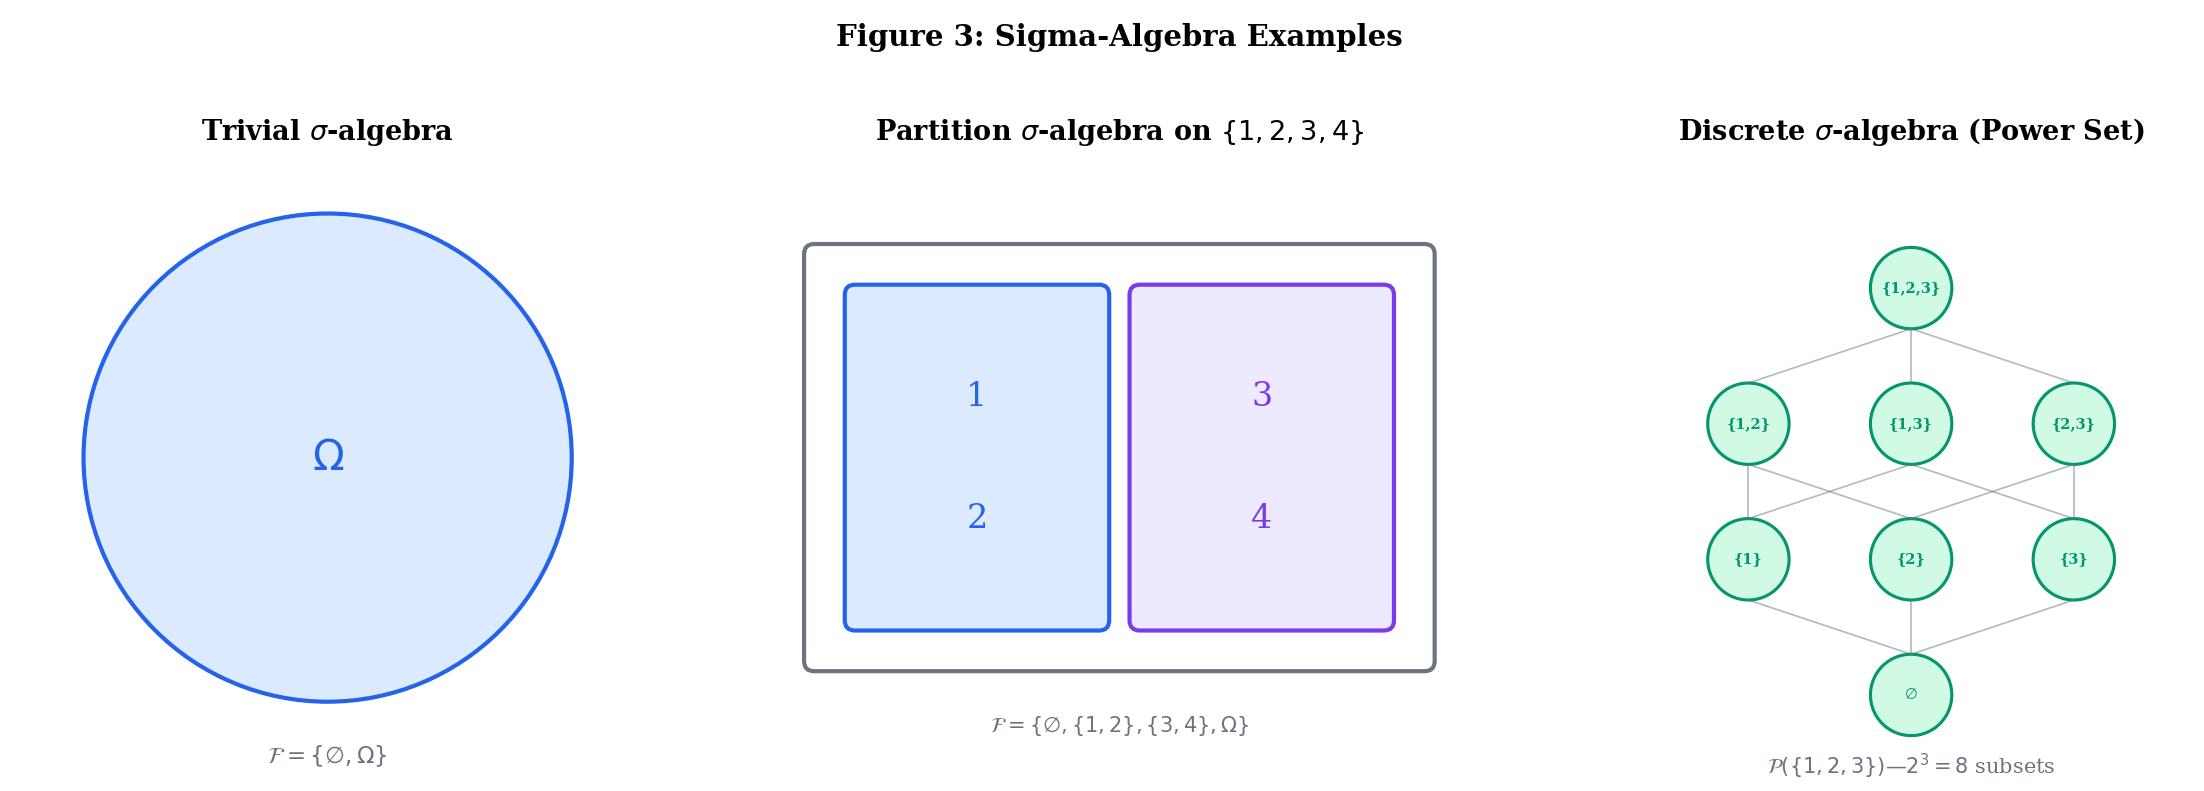 Figure 3: Sigma-Algebra Examples
Trivial σ-algebra
Ω
ℱ = {∅, Ω}
Partition σ-algebra on {1, 2, 3, 4}
1
3
2
4
ℱ = {∅, {1, 2}, {3, 4}, Ω}
Discrete σ-algebra (Power Set)
{1,2,3}
{1,2} {1,3} {2,3}
{1} {2} {3}
∅
𝒫({1, 2, 3})—2³ = 8 subsets